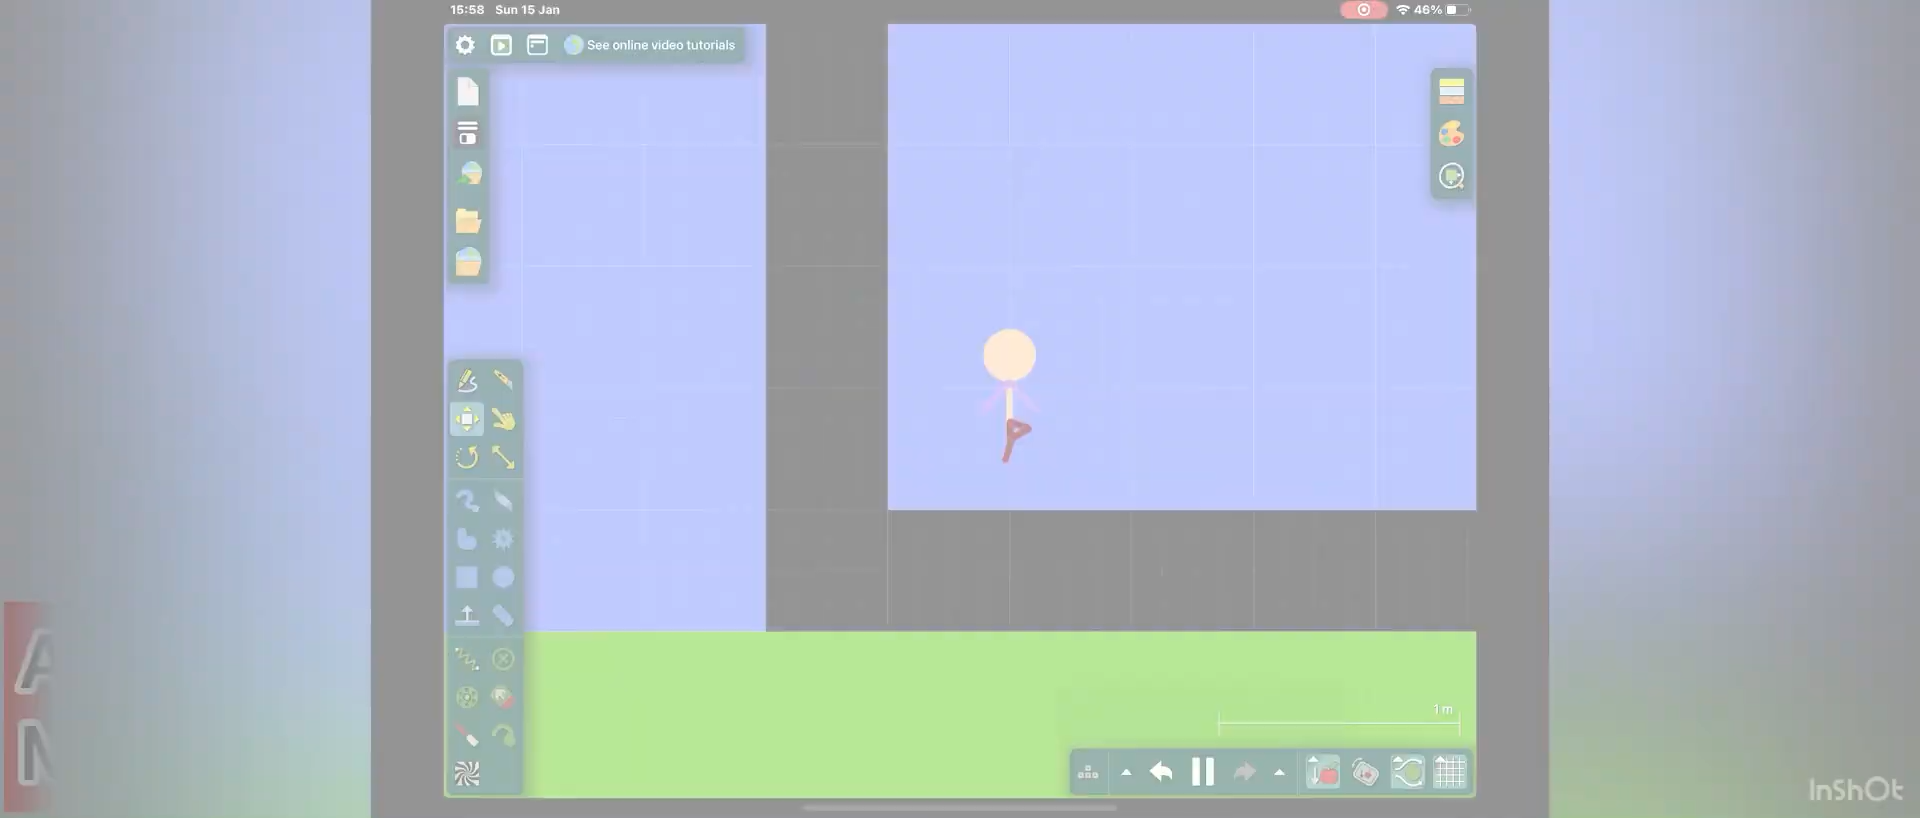 15:58 Sun 15 Jan
46%
See online video tutorials
1 m
A
InShOt